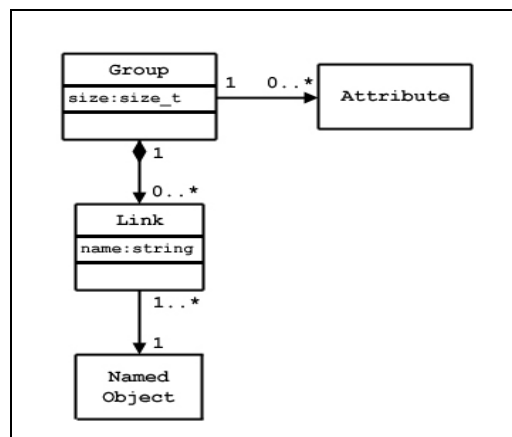 Group
size:size_t
1 0..*
Attribute
1
0..*
Link
name:string
1..*
1
Named
Object